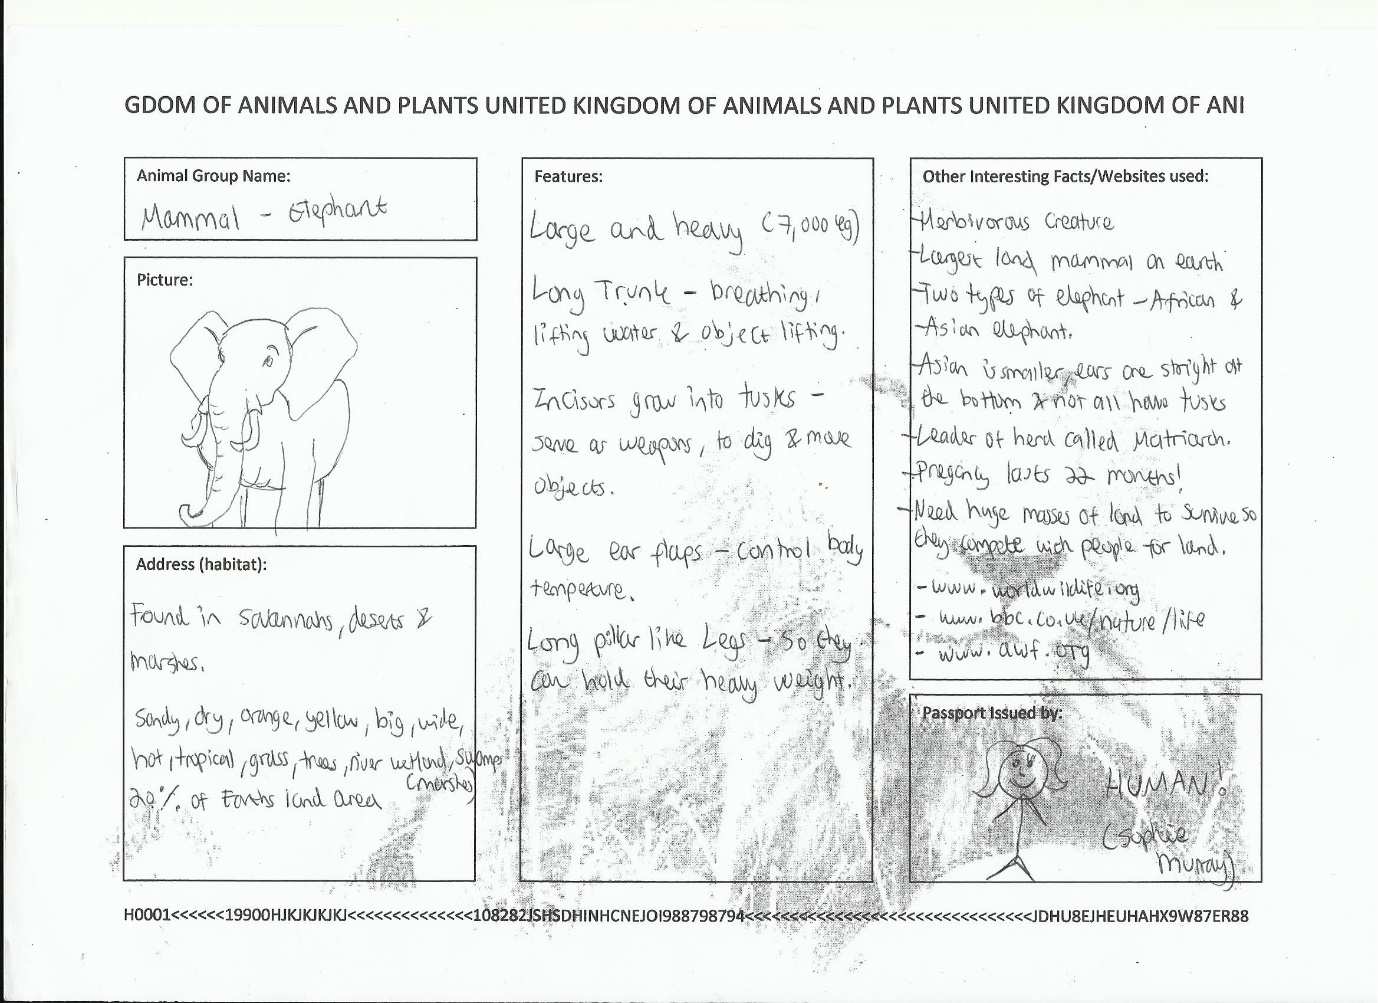 GDOM OF ANIMALS AND PLANTS UNITED KINGDOM OF ANIMALS AND PLANTS UNITED KINGDOM OF ANI
Animal Group Name:
Mammal - Elephant
Picture:
Address (habitat):
Found in Savannahs, deserts &
marshes.
Sandy, dry, orange, yellow, big, wide,
hot, tropical, grass, trees, river wetland, swamps
(marshes)
20% of Earths land area
Features:
Large and heavy (7,000 kg)
Long Trunk - breathing,
lifting water & object lifting.
Incisors grow into tusks -
serve as weapons, to dig & move
objects.
Large ear flaps - control body
temperture.
Long pillar like Legs - so they
can hold their heavy weight.
Other Interesting Facts/Websites used:
-Herbivorous Creature
-Largest land mammal on earth
-Two types of elephant - African &
-Asian elephant.
-Asian is smaller, ears are stright at
the bottom & not all have tusks
-Leader of herd called Matriarch.
-Pregancy lasts 22 months!
-Need huge masses of land to survive so
they compete with people for land.
- www.worldwildlife.org
- www.bbc.co.uk/nature/life
- www.awf.org
Passport Issued by:
HUMAN!
(Sophie
Murray)
H0001<<<<<<19900HJKJKJKJKJ<<<<<<<<<<<<<<<108282JSHSDHINHCNEJOI988798794<<<<<<<<<<<<<<<<<<<<<<<<<<<<<<<<<JDHU8EJHEUHAHX9W87ER88